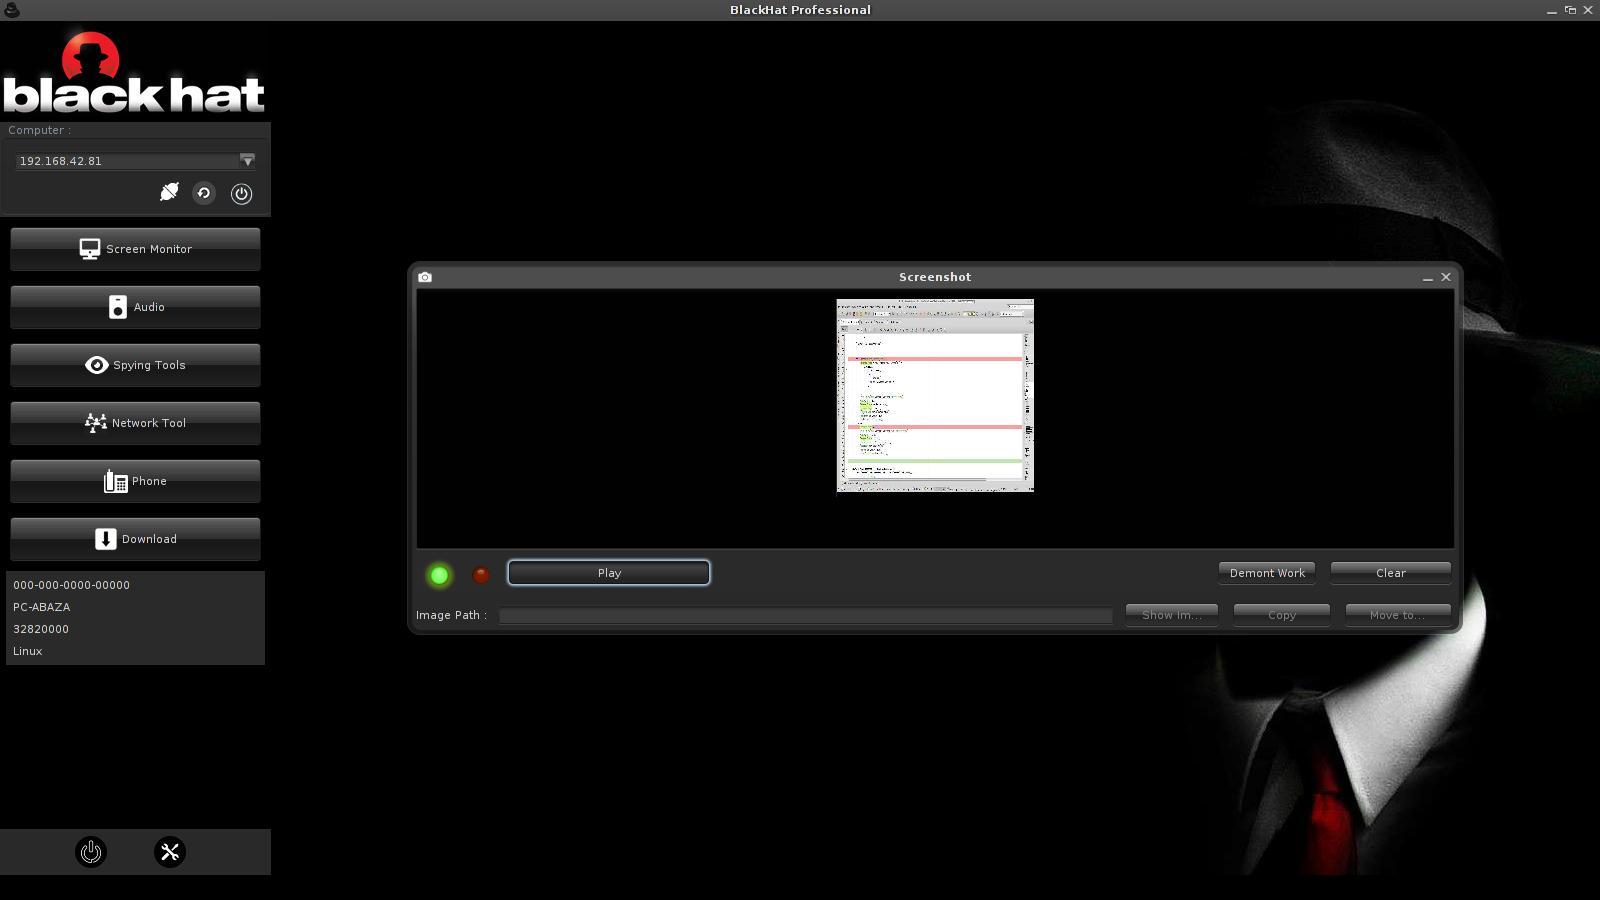 BlackHat Professional
black hat
Computer :
192.168.42.81
Screen Monitor
Audio
Spying Tools
Network Tool
Phone
Download
000-000-0000-00000
PC-ABAZA
32820000
Linux
Screenshot
Play
Demont Work
Clear
Image Path :
Show Im...
Copy
Move to...